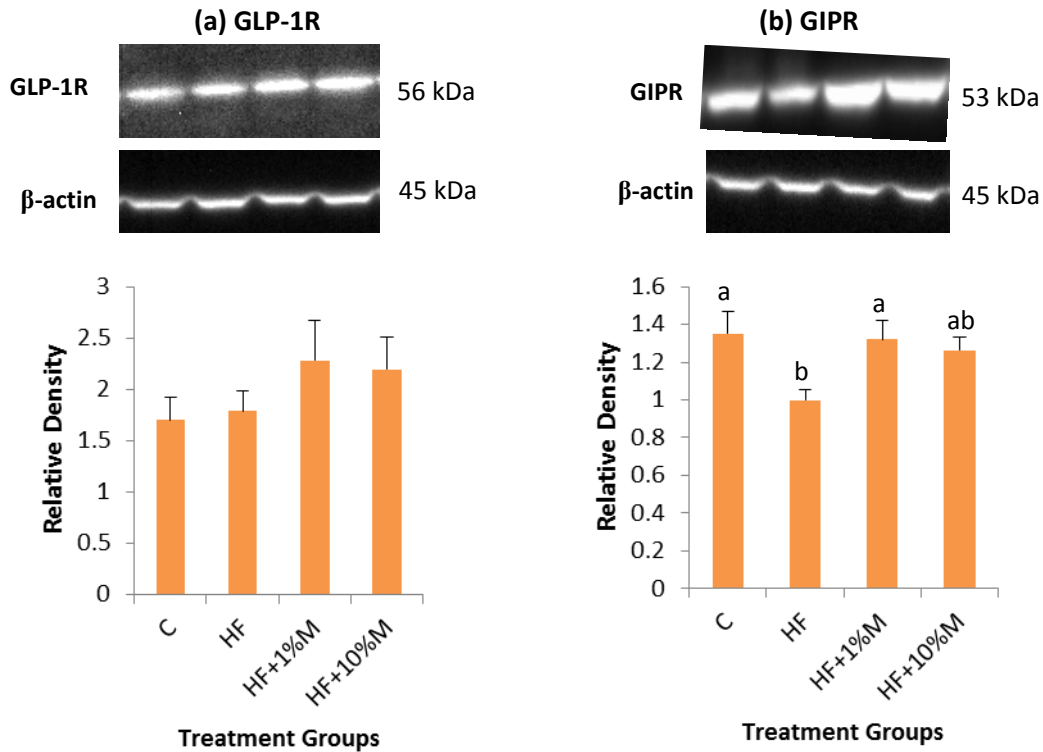 (a) GLP-1R
GLP-1R
56 kDa
β-actin
45 kDa
3
2.5
2
1.5
1
0.5
0
Relative Density
C
HF
HF+1%M
HF+10%M
Treatment Groups
(b) GIPR
GIPR
53 kDa
β-actin
45 kDa
1.6
1.4
1.2
1
0.8
0.6
0.4
0.2
0
Relative Density
a
b
a
ab
C
HF
HF+1%M
HF+10%M
Treatment Groups